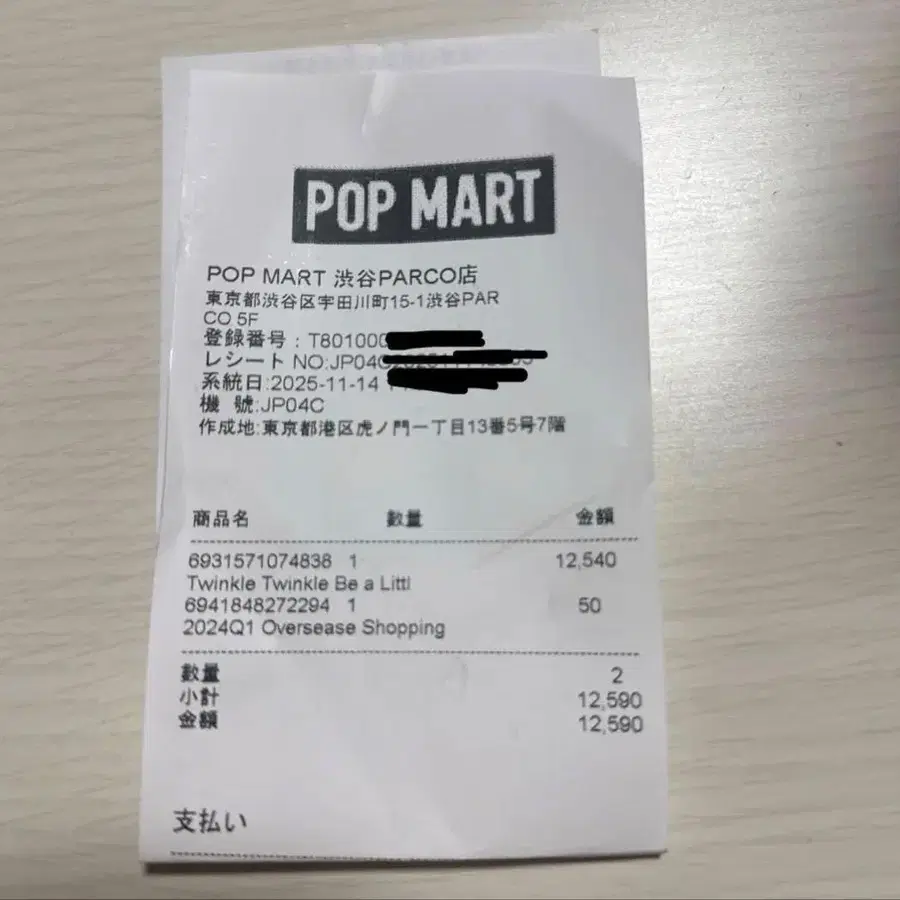 POP MART
POP MART 渋谷PARCO店
東京都渋谷区宇田川町15-1渋谷PAR
CO 5F
登録番号：T801000
レシート NO:JP04C
系統日:2025-11-14
機 號:JP04C
作成地:東京都港区虎ノ門一丁目13番5号7階
商品名 數量 金額
6931571074838 1 12,540
Twinkle Twinkle Be a Littl
6941848272294 1 50
2024Q1 Oversease Shopping
數量 2
小計 12,590
金額 12,590
支払い